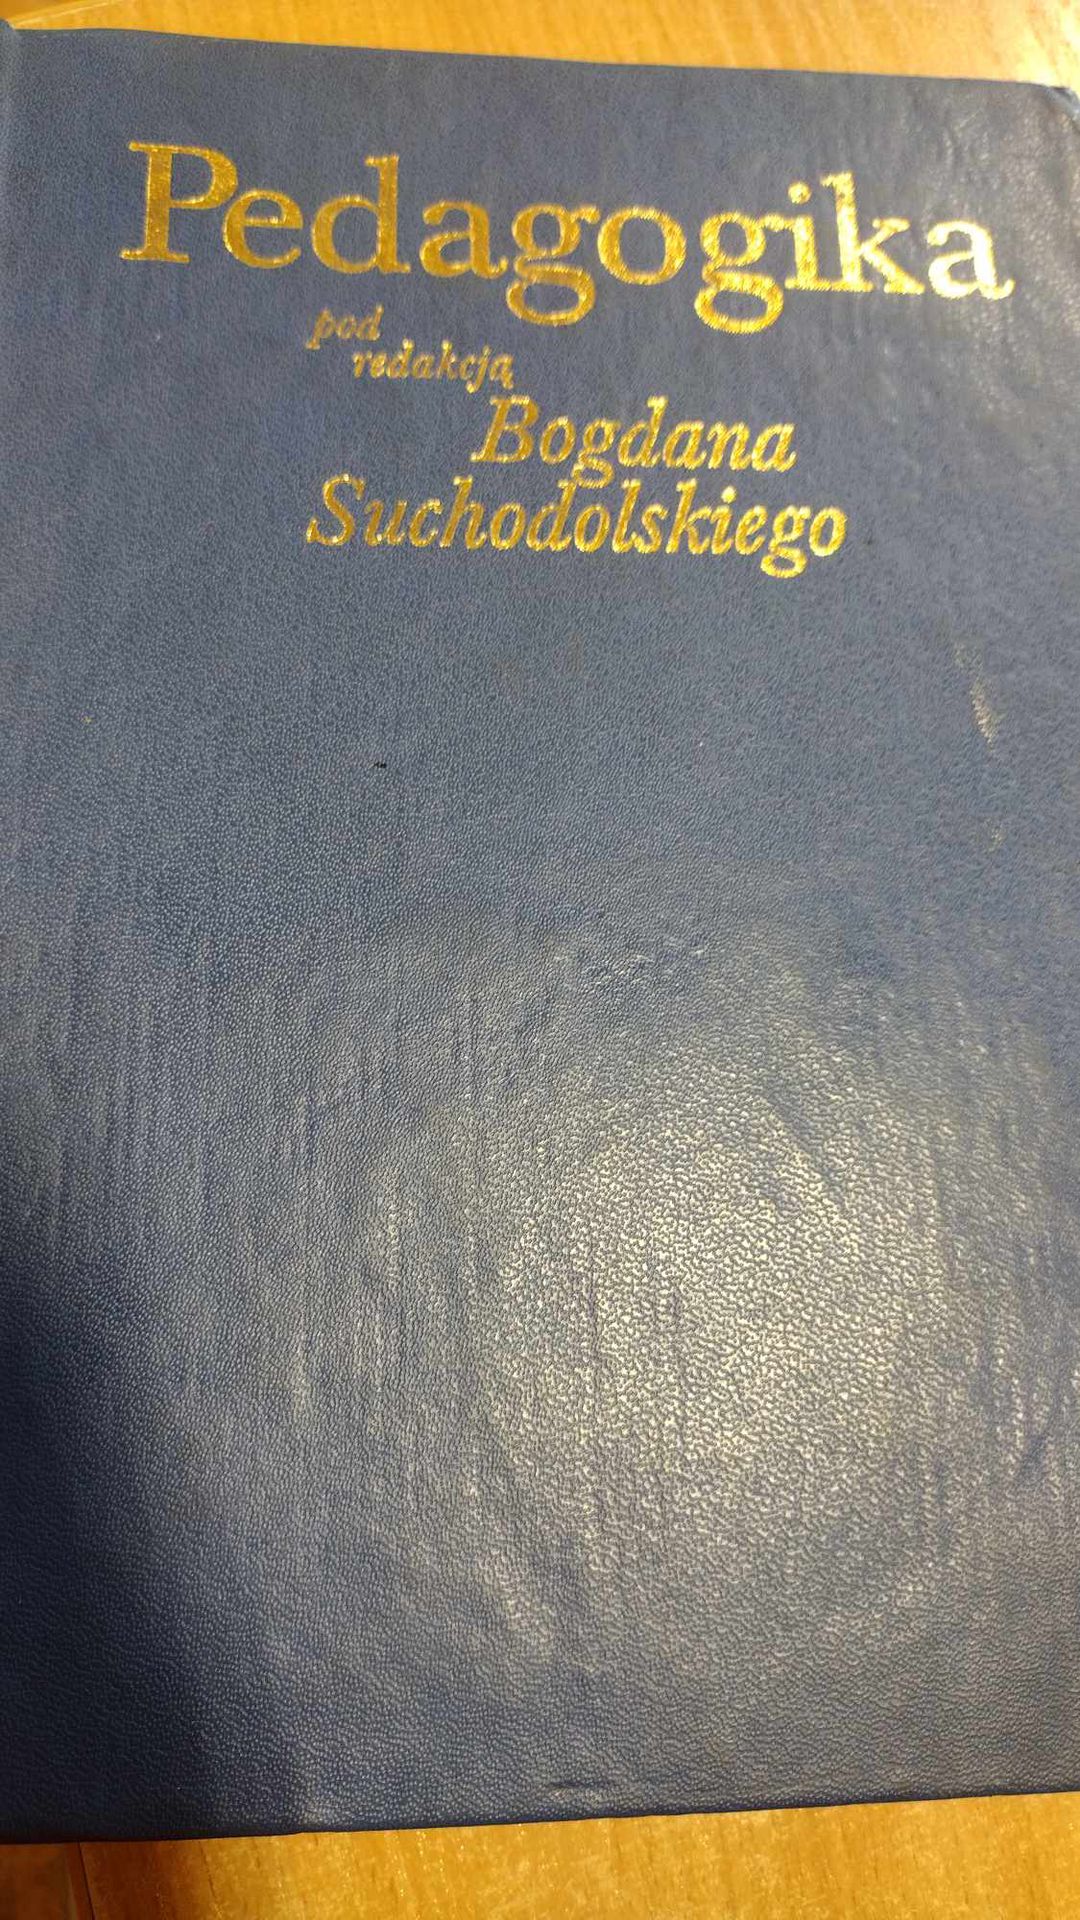 Pedagogika
pod
redakcją
Bogdana
Suchodolskiego